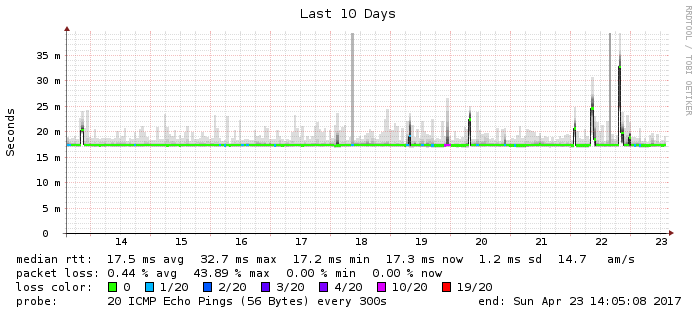 Last 10 Days
RRDTOOL / TOBI OETIKER
Seconds
35 m
30 m
25 m
20 m
15 m
10 m
5 m
0
14 15 16 17 18 19 20 21 22 23
median rtt: 17.5 ms avg 32.7 ms max 17.2 ms min 17.3 ms now 1.2 ms sd 14.7 am/s
packet loss: 0.44 % avg 43.89 % max 0.00 % min 0.00 % now
loss color: 0 1/20 2/20 3/20 4/20 10/20 19/20
probe: 20 ICMP Echo Pings (56 Bytes) every 300s end: Sun Apr 23 14:05:08 2017